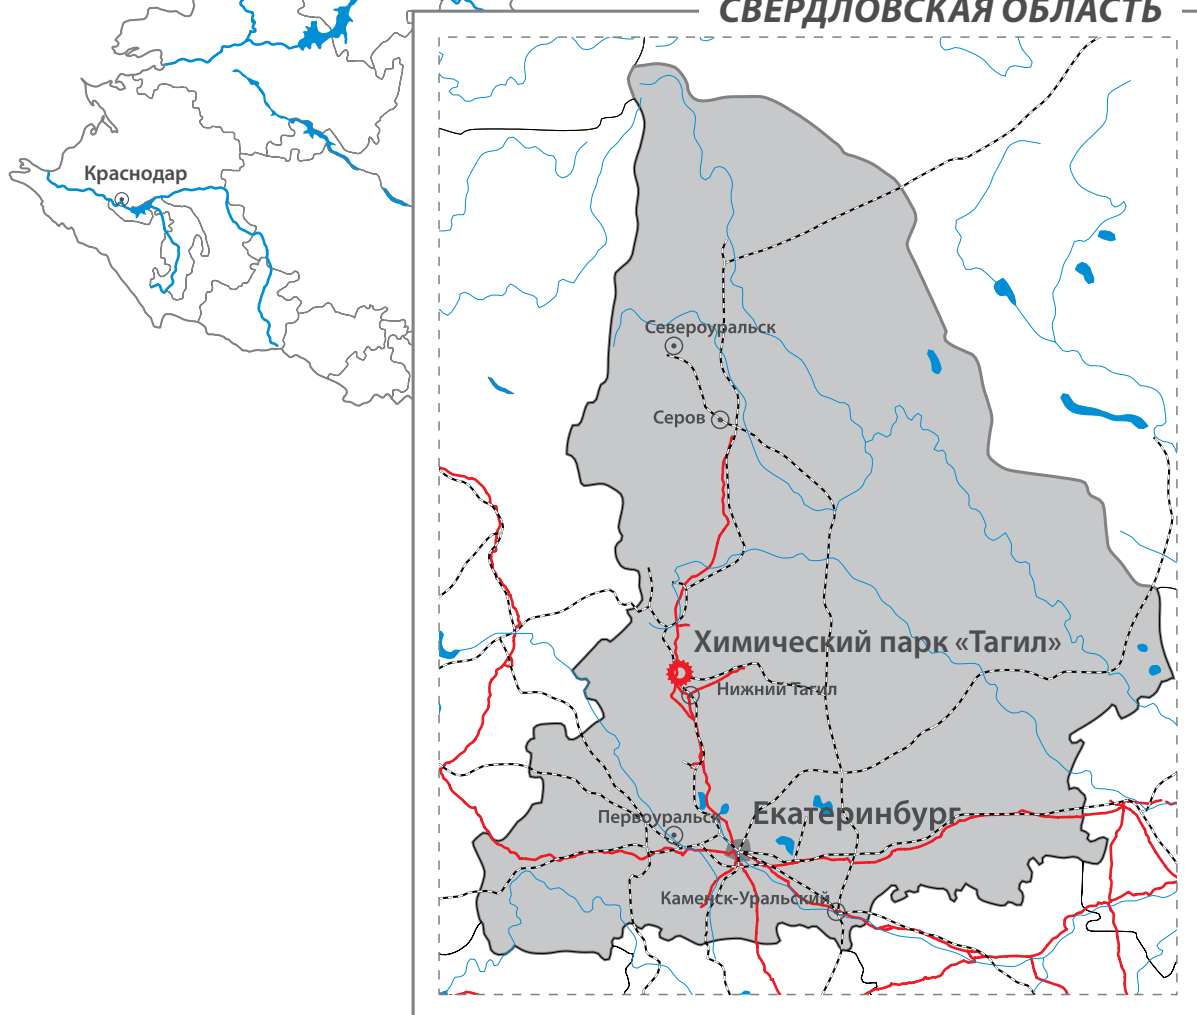 СВЕРДЛОВСКАЯ ОБЛАСТЬ
Краснодар
Североуральск
Серов
Химический парк «Тагил»
Нижний Тагил
Екатеринбург
Первоуральск
Каменск-Уральский